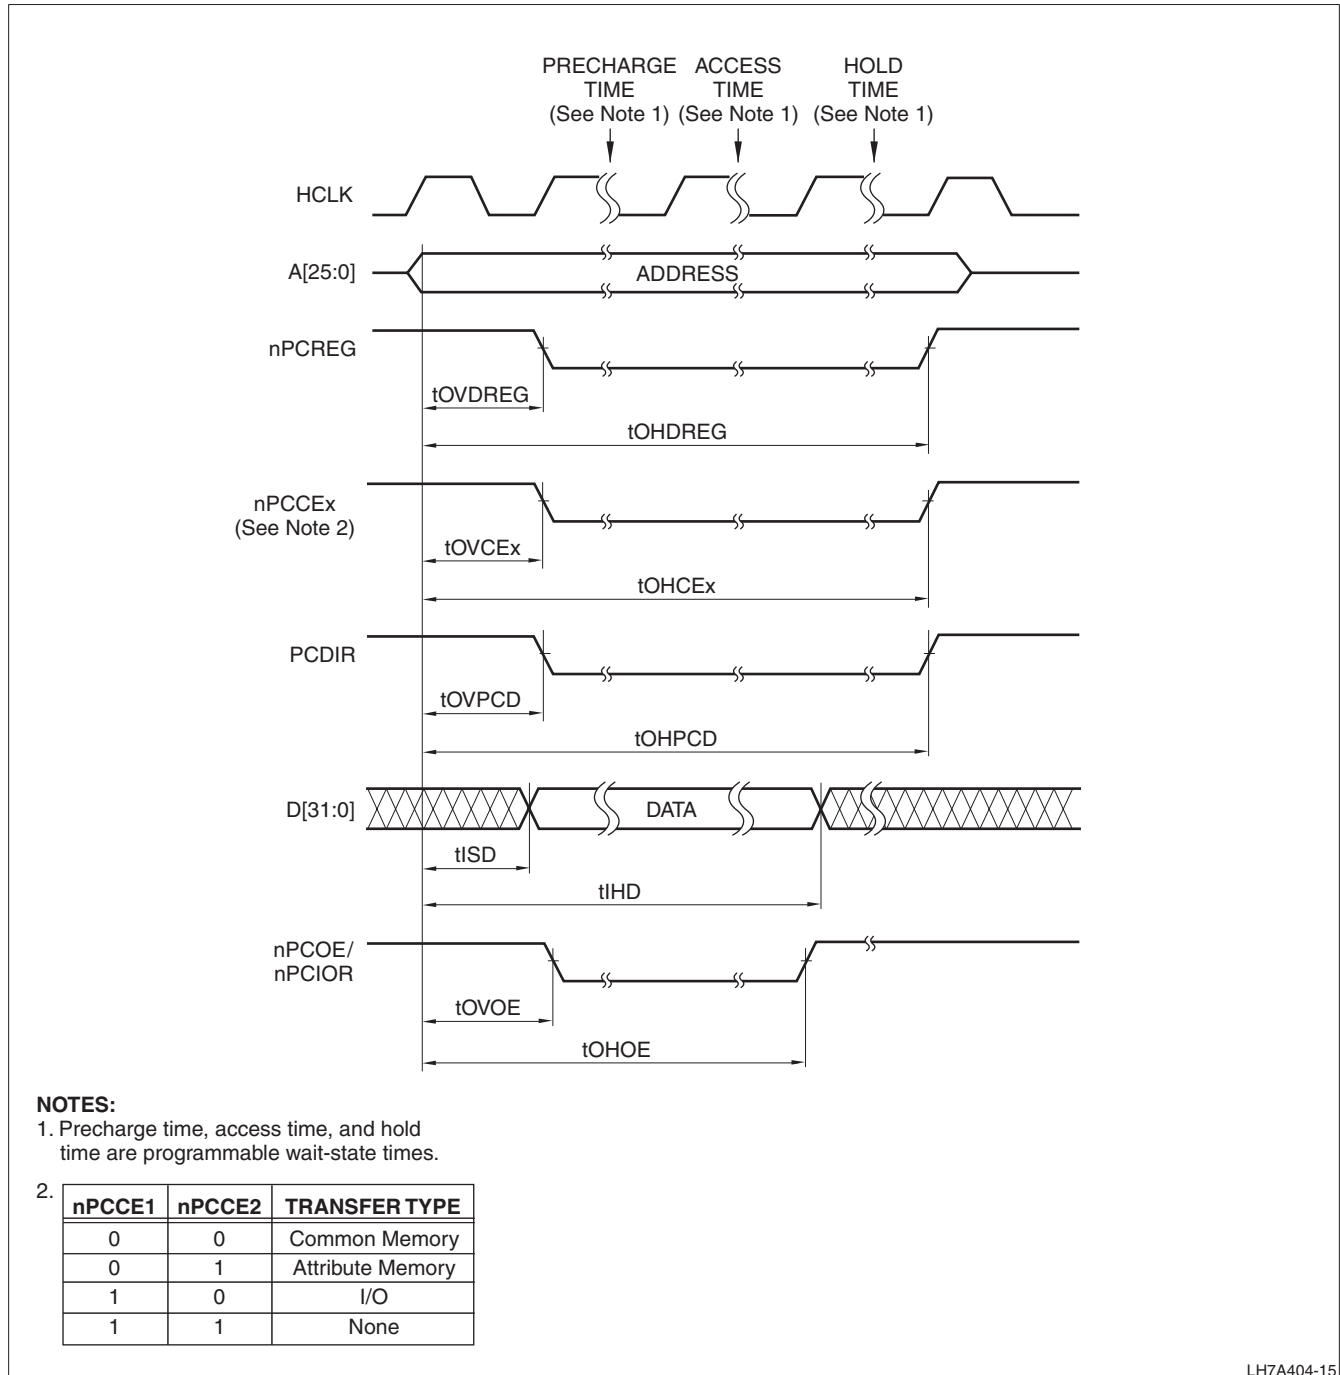 PRECHARGE TIME (See Note 1)
ACCESS TIME (See Note 1)
HOLD TIME (See Note 1)
HCLK
A[25:0]
ADDRESS
nPCREG
tOVDREG
tOHDREG
nPCCEx
(See Note 2)
tOVCEx
tOHCEx
PCDIR
tOVPCD
tOHPCD
D[31:0]
DATA
tISD
tIHD
nPCOE/
nPCIOR
tOVOE
tOHOE
NOTES:
1. Precharge time, access time, and hold
time are programmable wait-state times.
2.
nPCCE1 nPCCE2 TRANSFER TYPE
0 0 Common Memory
0 1 Attribute Memory
1 0 I/O
1 1 None
LH7A404-15